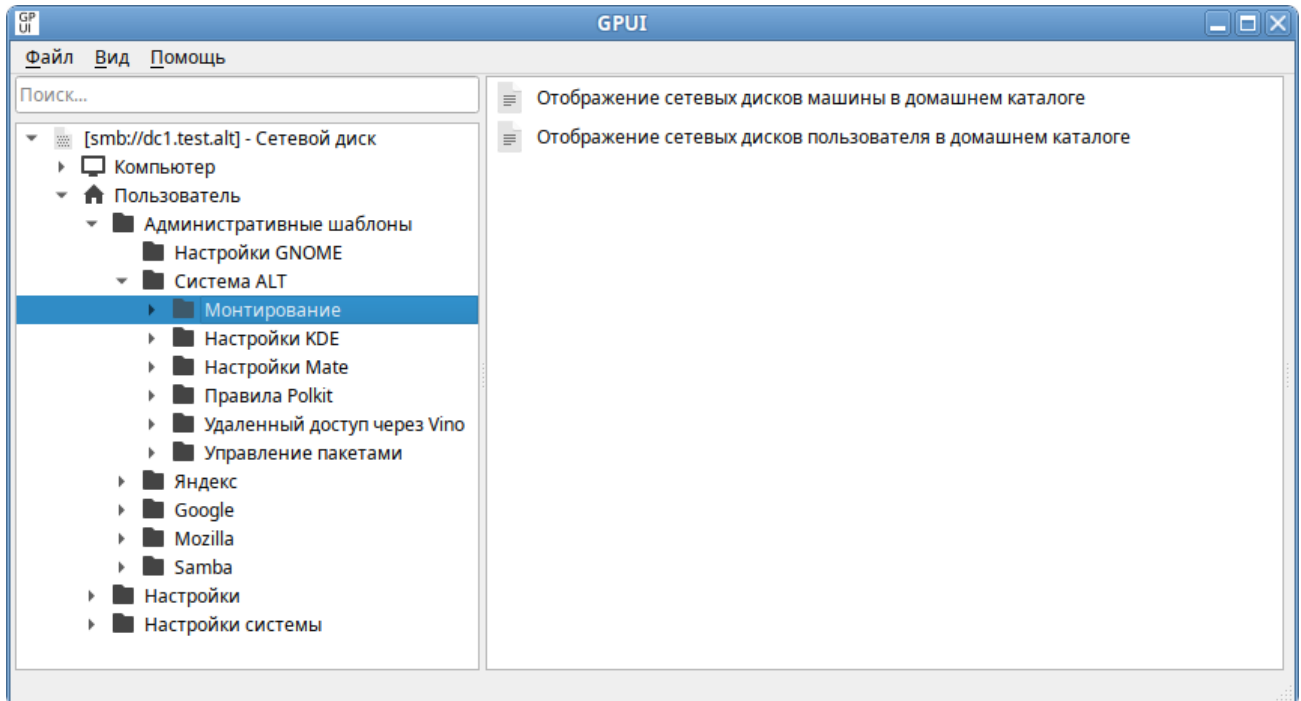 GPUI
GPUI
Файл Вид Помощь
Поиск...
[smb://dc1.test.alt] - Сетевой диск
Компьютер
Пользователь
Административные шаблоны
Настройки GNOME
Система ALT
Монтирование
Настройки KDE
Настройки Mate
Правила Polkit
Удаленный доступ через Vino
Управление пакетами
Яндекс
Google
Mozilla
Samba
Настройки
Настройки системы
Отображение сетевых дисков машины в домашнем каталоге
Отображение сетевых дисков пользователя в домашнем каталоге